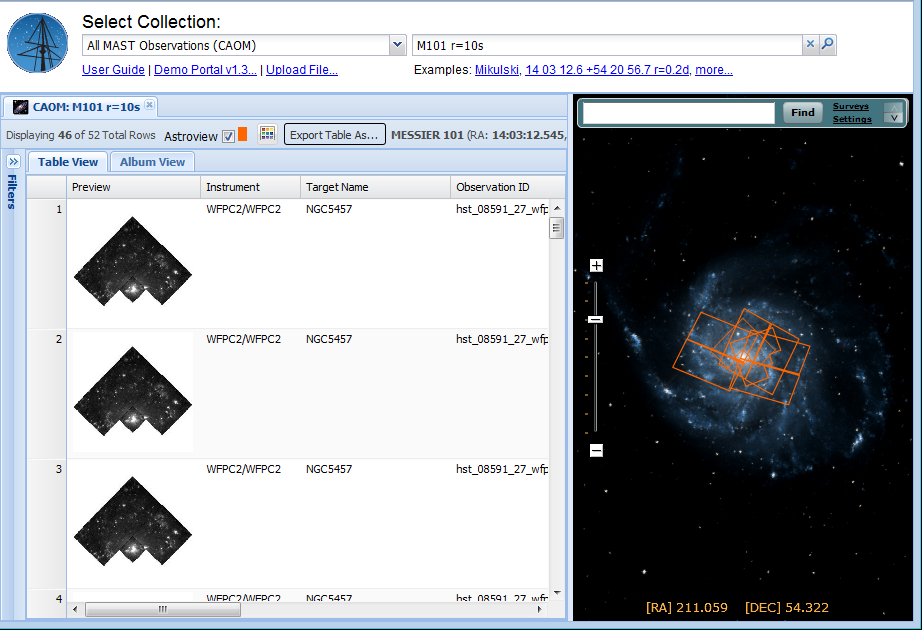 Select Collection:
All MAST Observations (CAOM)
M101 r=10s
User Guide | Demo Portal v1.3... | Upload File...
Examples: Mikulski, 14 03 12.6 +54 20 56.7 r=0.2d, more...
CAOM: M101 r=10s
Displaying 46 of 52 Total Rows
Astroview
Export Table As...
MESSIER 101 (RA: 14:03:12.545,
Find
Surveys
Settings
Filters
Table View
Album View
Preview Instrument Target Name Observation ID
1 WFPC2/WFPC2 NGC5457 hst_08591_27_wfp
2 WFPC2/WFPC2 NGC5457 hst_08591_27_wfp
3 WFPC2/WFPC2 NGC5457 hst_08591_27_wfp
4 WFPC2/WFPC2 NGC5457 hst_08591_27_wfp
[RA] 211.059 [DEC] 54.322